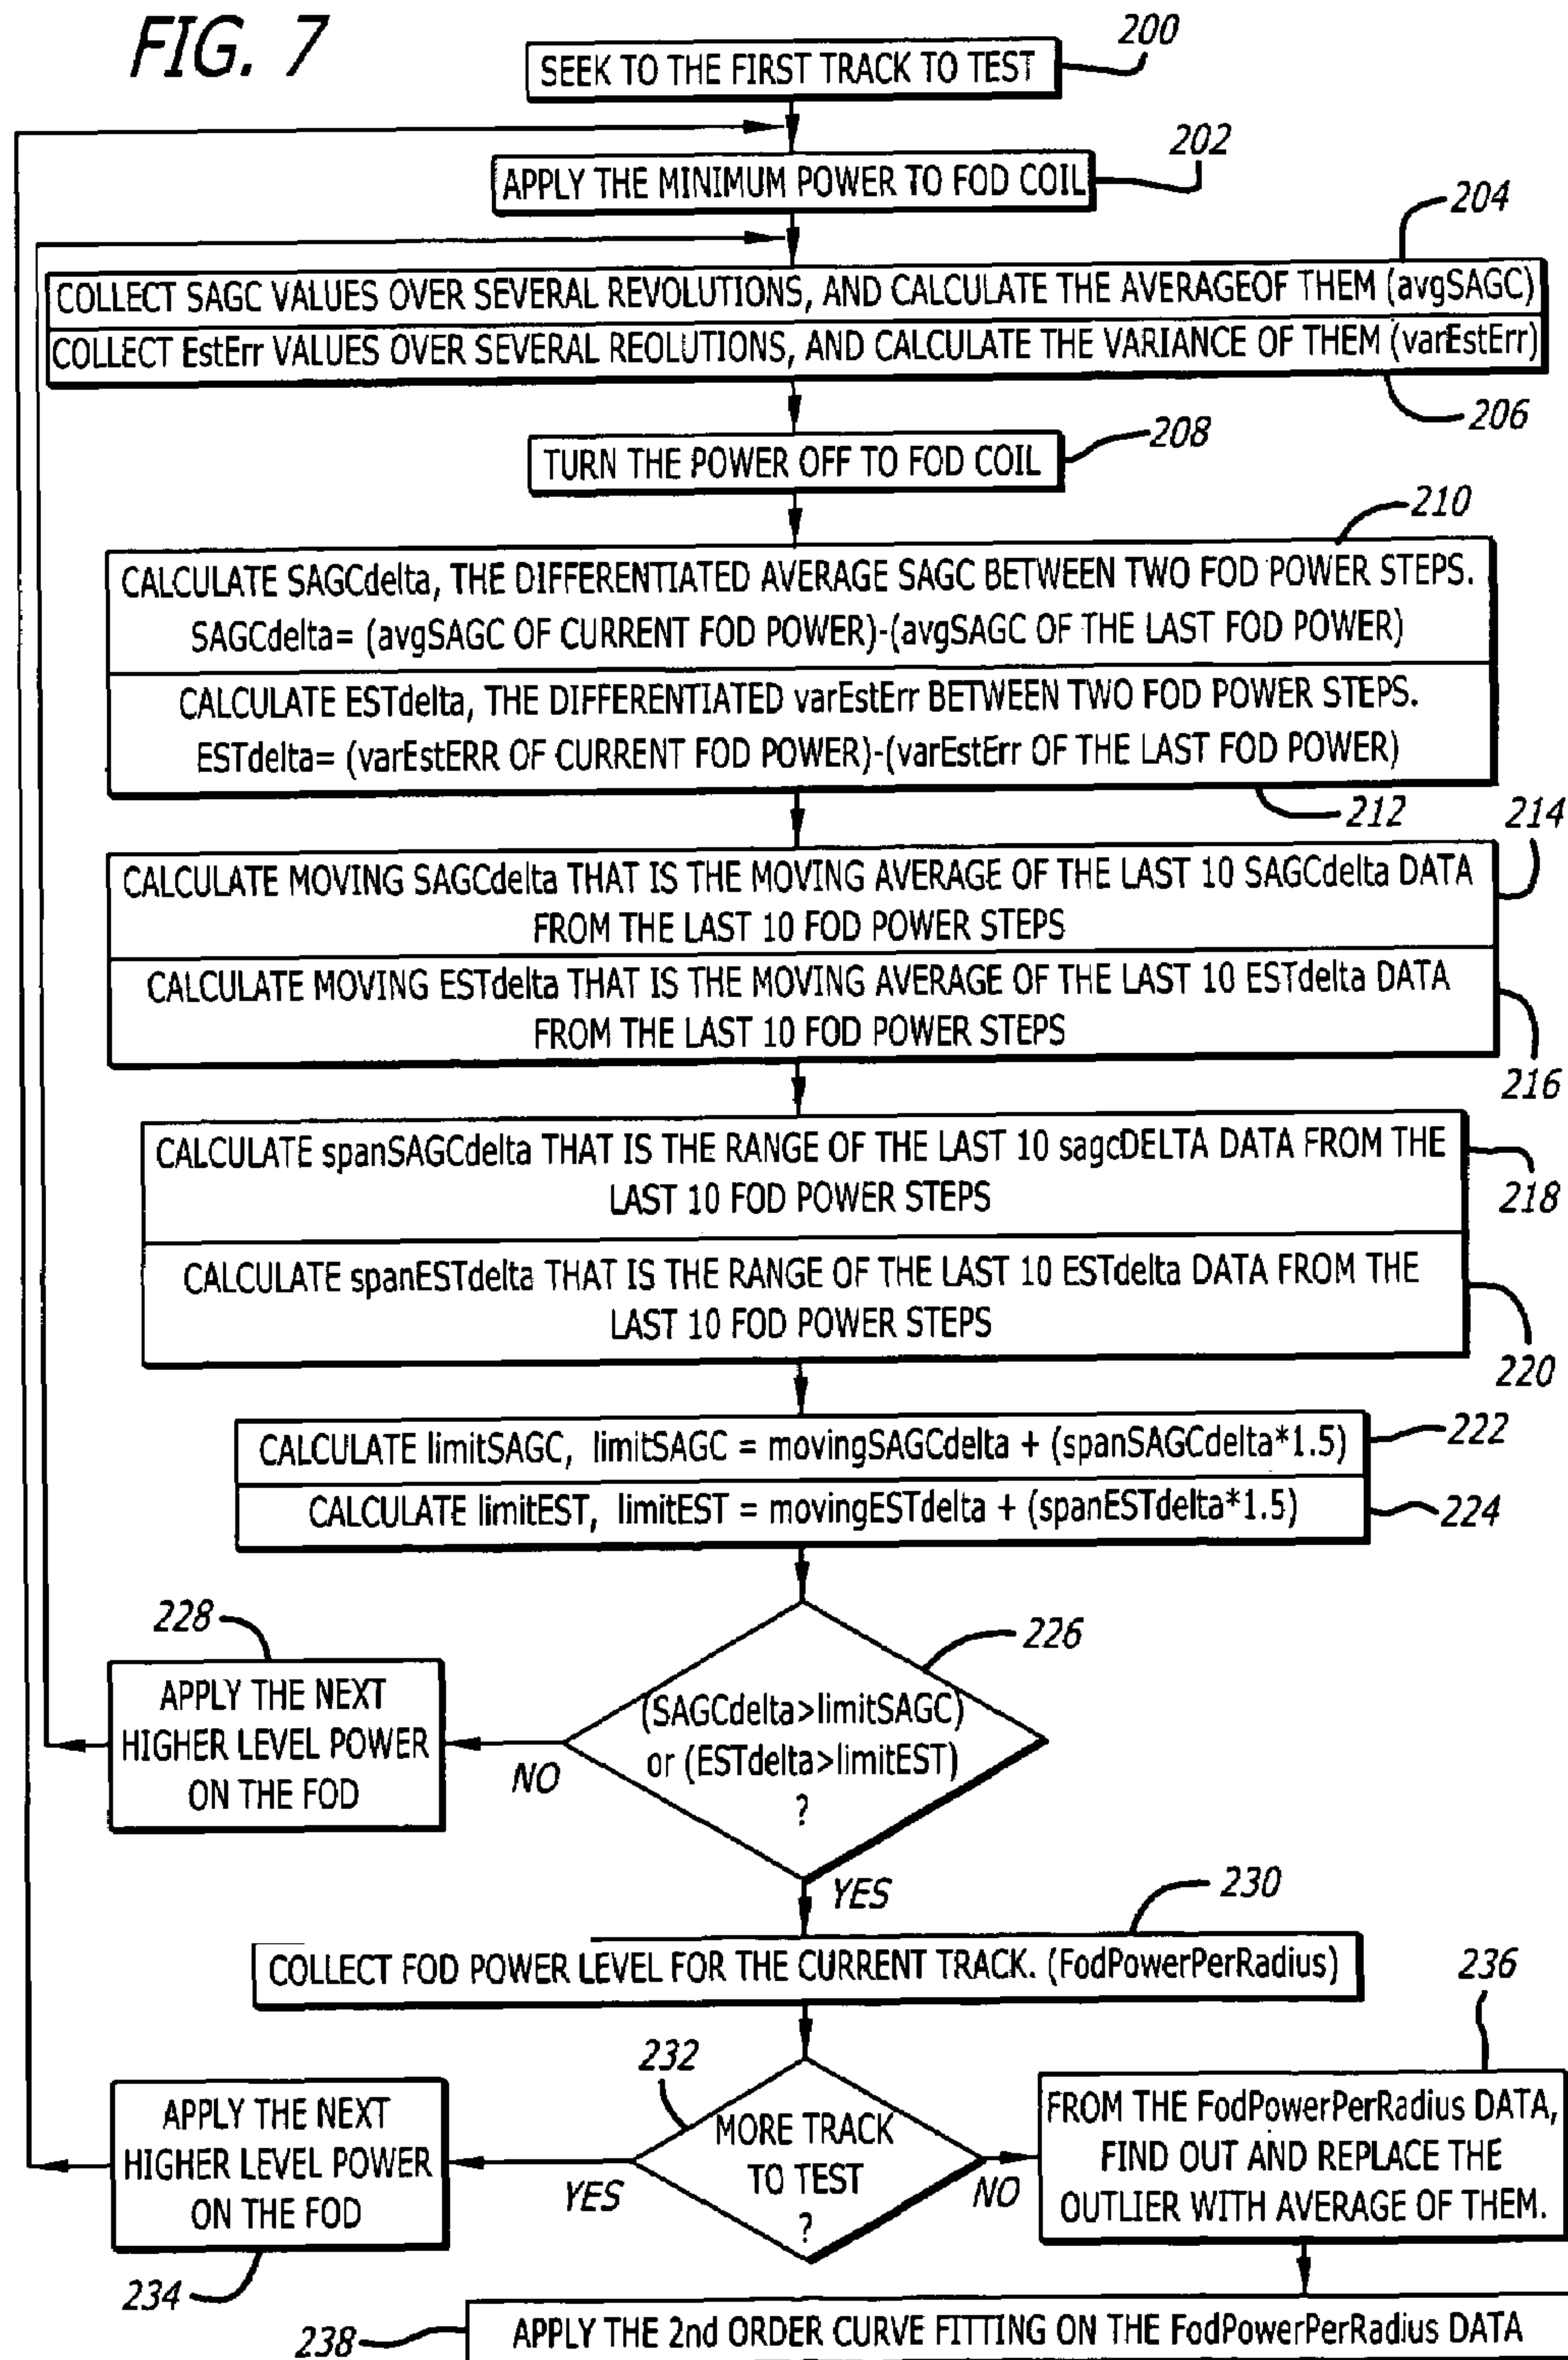 FIG. 7
SEEK TO THE FIRST TRACK TO TEST
200
APPLY THE MINIMUM POWER TO FOD COIL
202
204
COLLECT SAGC VALUES OVER SEVERAL REVOLUTIONS, AND CALCULATE THE AVERAGEOF THEM (avgSAGC)
COLLECT EstErr VALUES OVER SEVERAL REOLUTIONS, AND CALCULATE THE VARIANCE OF THEM (varEstErr)
206
TURN THE POWER OFF TO FOD COIL
208
210
CALCULATE SAGCdelta, THE DIFFERENTIATED AVERAGE SAGC BETWEEN TWO FOD POWER STEPS.
SAGCdelta= (avgSAGC OF CURRENT FOD POWER)-(avgSAGC OF THE LAST FOD POWER)
CALCULATE ESTdelta, THE DIFFERENTIATED varEstErr BETWEEN TWO FOD POWER STEPS.
ESTdelta= (varEstERR OF CURRENT FOD POWER)-(varEstErr OF THE LAST FOD POWER)
212
214
CALCULATE MOVING SAGCdelta THAT IS THE MOVING AVERAGE OF THE LAST 10 SAGCdelta DATA
FROM THE LAST 10 FOD POWER STEPS
CALCULATE MOVING ESTdelta THAT IS THE MOVING AVERAGE OF THE LAST 10 ESTdelta DATA
FROM THE LAST 10 FOD POWER STEPS
216
CALCULATE spanSAGCdelta THAT IS THE RANGE OF THE LAST 10 sagcDELTA DATA FROM THE
LAST 10 FOD POWER STEPS
218
CALCULATE spanESTdelta THAT IS THE RANGE OF THE LAST 10 ESTdelta DATA FROM THE
LAST 10 FOD POWER STEPS
220
CALCULATE limitSAGC, limitSAGC = movingSAGCdelta + (spanSAGCdelta*1.5)
222
CALCULATE limitEST, limitEST = movingESTdelta + (spanESTdelta*1.5)
224
228
226
APPLY THE NEXT
HIGHER LEVEL POWER
ON THE FOD
NO
(SAGCdelta>limitSAGC)
or (ESTdelta>limitEST)
?
YES
230
COLLECT FOD POWER LEVEL FOR THE CURRENT TRACK. (FodPowerPerRadius)
236
232
APPLY THE NEXT
HIGHER LEVEL POWER
ON THE FOD
234
YES
MORE TRACK
TO TEST
?
NO
FROM THE FodPowerPerRadius DATA,
FIND OUT AND REPLACE THE
OUTLIER WITH AVERAGE OF THEM.
238
APPLY THE 2nd ORDER CURVE FITTING ON THE FodPowerPerRadius DATA